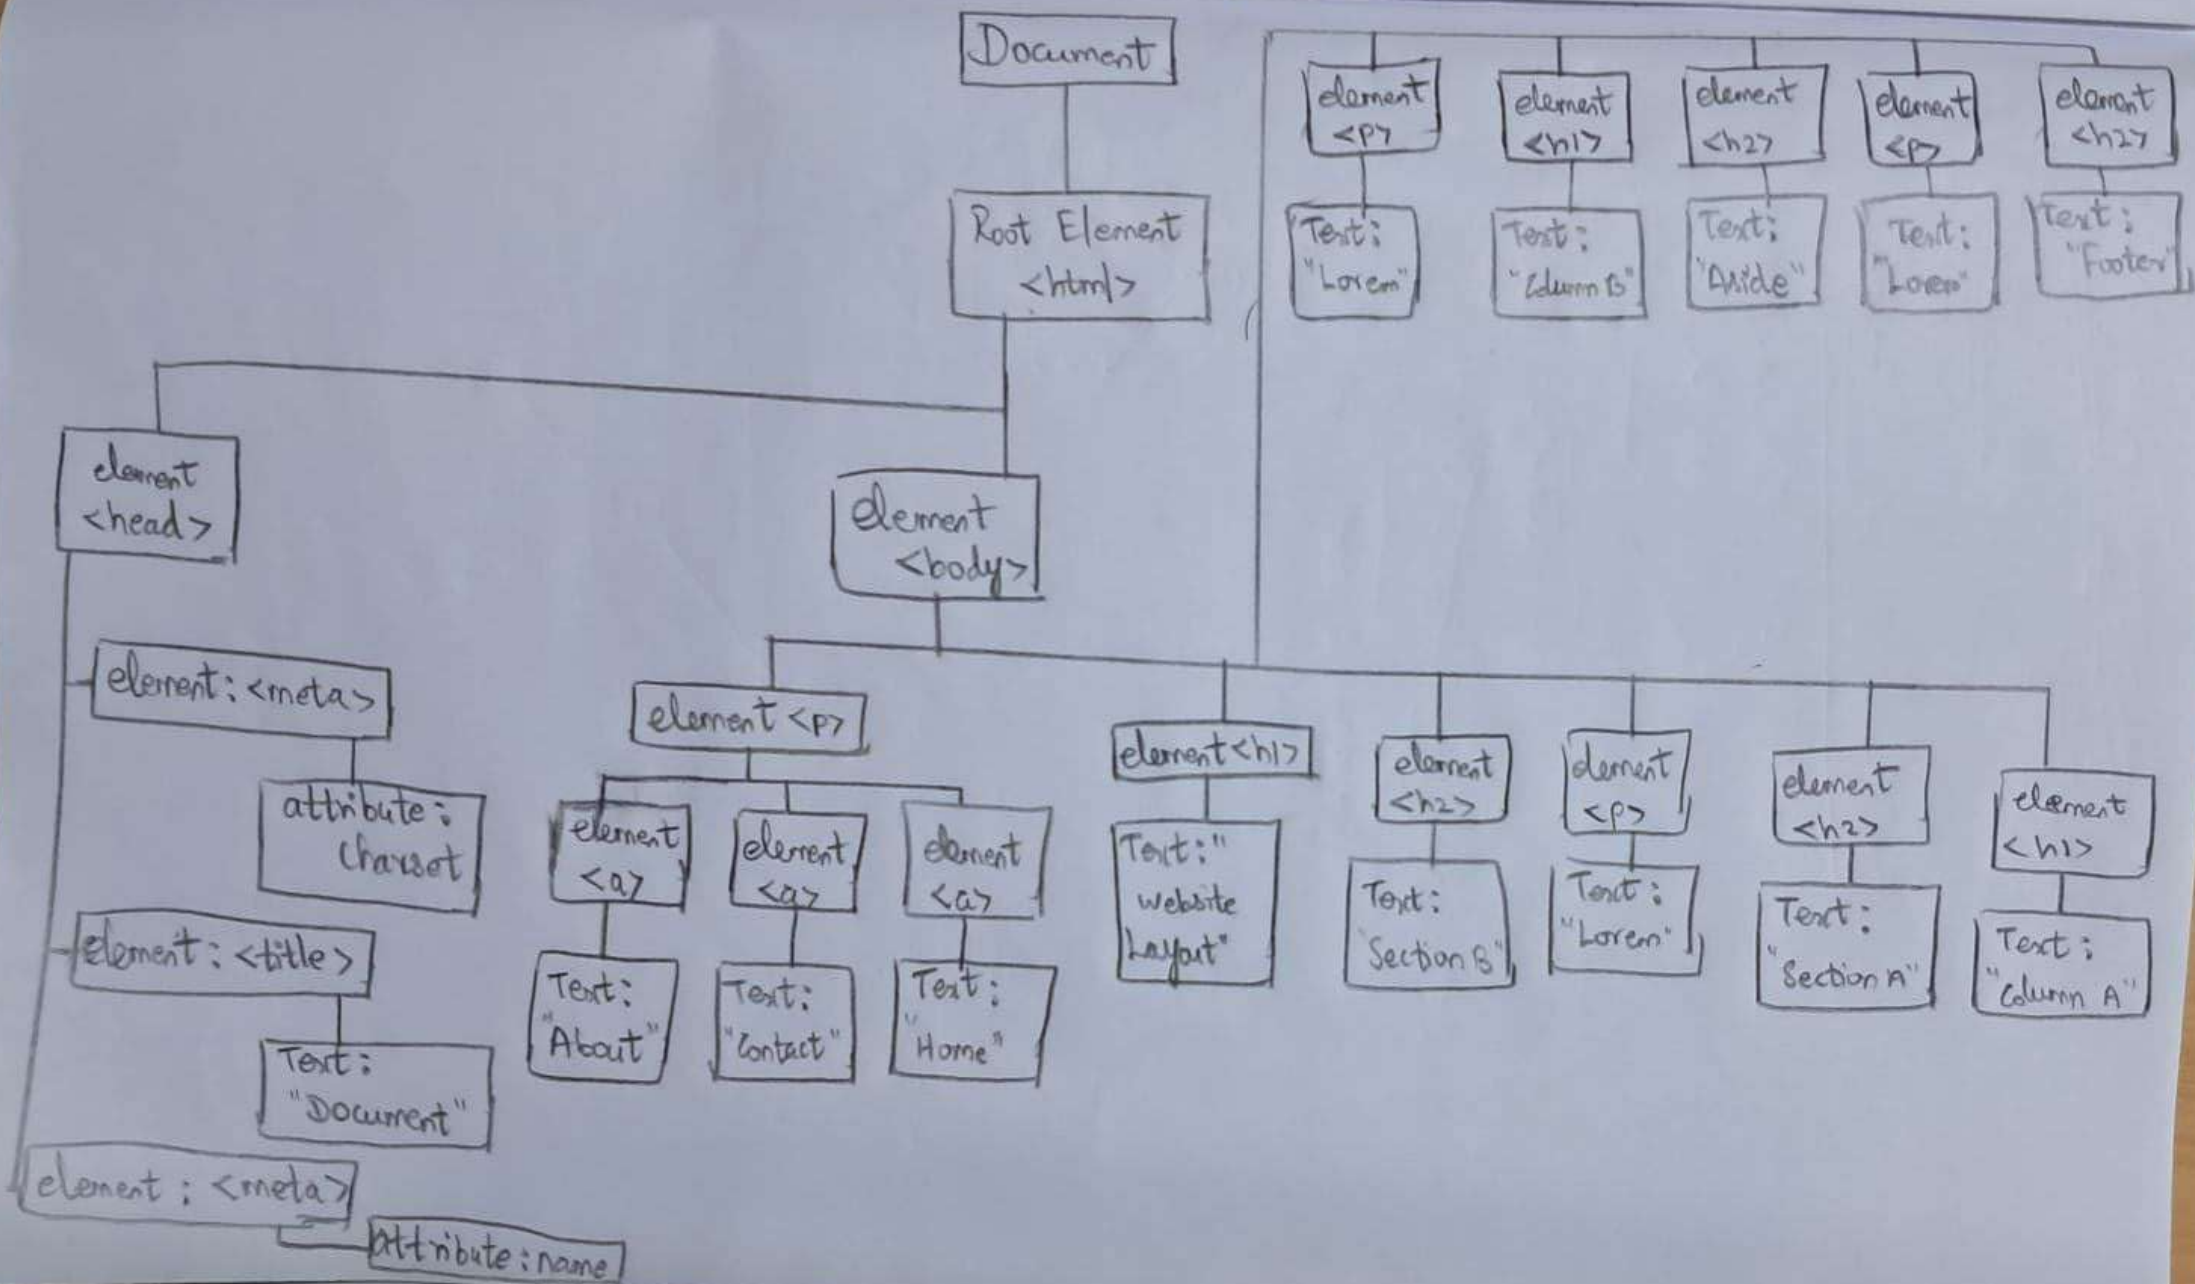 Document
Root Element
<html>
element
<head>
element
<body>
element: <meta>
attribute:
Charset
element: <title>
Text:
"Document"
element: <meta>
attribute: name
element <p>
element
<a>
Text:
"About"
element
<a>
Text:
"Contact"
element
<a>
Text:
"Home"
element <h1>
Text: "
website
Layout"
element
<h2>
Text:
"Section B"
element
<p>
Text:
"Lorem"
element
<h2>
Text:
"Section A"
element
<h1>
Text:
"Column A"
element
<p>
Text:
"Lorem"
element
<h1>
Text:
"Column B"
element
<h2>
Text:
"Aside"
element
<p>
Text:
"Lorem"
element
<h2>
Text:
"Footer"